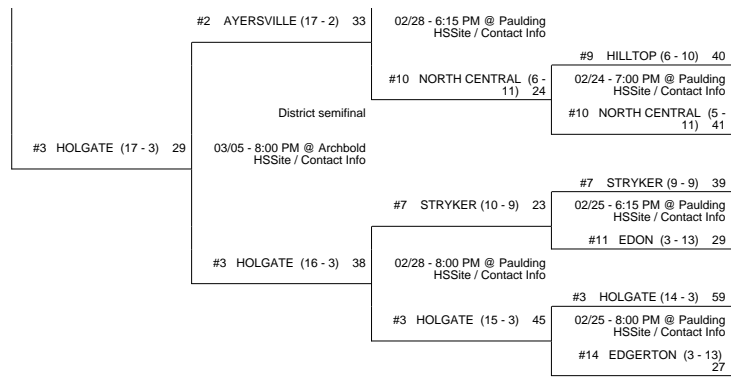 #2 AYERSVILLE (17 - 2) 33
02/28 - 6:15 PM @ Paulding
HSSite / Contact Info
#9 HILLTOP (6 - 10) 40
#10 NORTH CENTRAL (6 -
11) 24
02/24 - 7:00 PM @ Paulding
HSSite / Contact Info
#10 NORTH CENTRAL (5 -
11) 41
District semifinal
#3 HOLGATE (17 - 3) 29
03/05 - 8:00 PM @ Archbold
HSSite / Contact Info
#7 STRYKER (9 - 9) 39
#7 STRYKER (10 - 9) 23
02/25 - 6:15 PM @ Paulding
HSSite / Contact Info
#11 EDON (3 - 13) 29
#3 HOLGATE (16 - 3) 38
02/28 - 8:00 PM @ Paulding
HSSite / Contact Info
#3 HOLGATE (14 - 3) 59
#3 HOLGATE (15 - 3) 45
02/25 - 8:00 PM @ Paulding
HSSite / Contact Info
#14 EDGERTON (3 - 13)
27